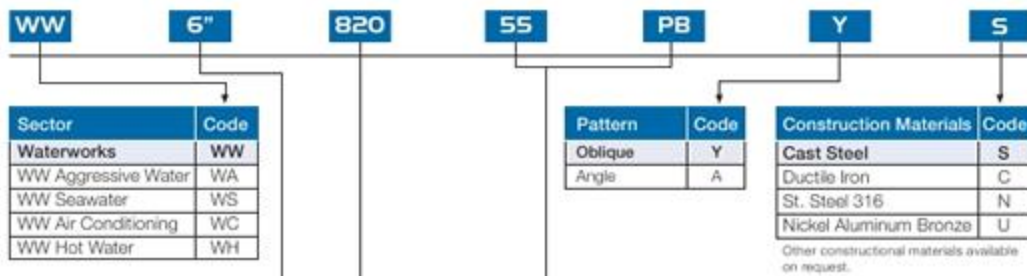 WW 6" 820 55 PB Y S
Sector Code
Waterworks WW
WW Aggressive Water WA
WW Seawater WS
WW Air Conditioning WC
WW Hot Water WH
Pattern Code
Oblique Y
Angle A
Construction Materials Code
Cast Steel S
Ductile Iron C
St. Steel 316 N
Nickel Aluminum Bronze U
Other constructional materials available
on request.